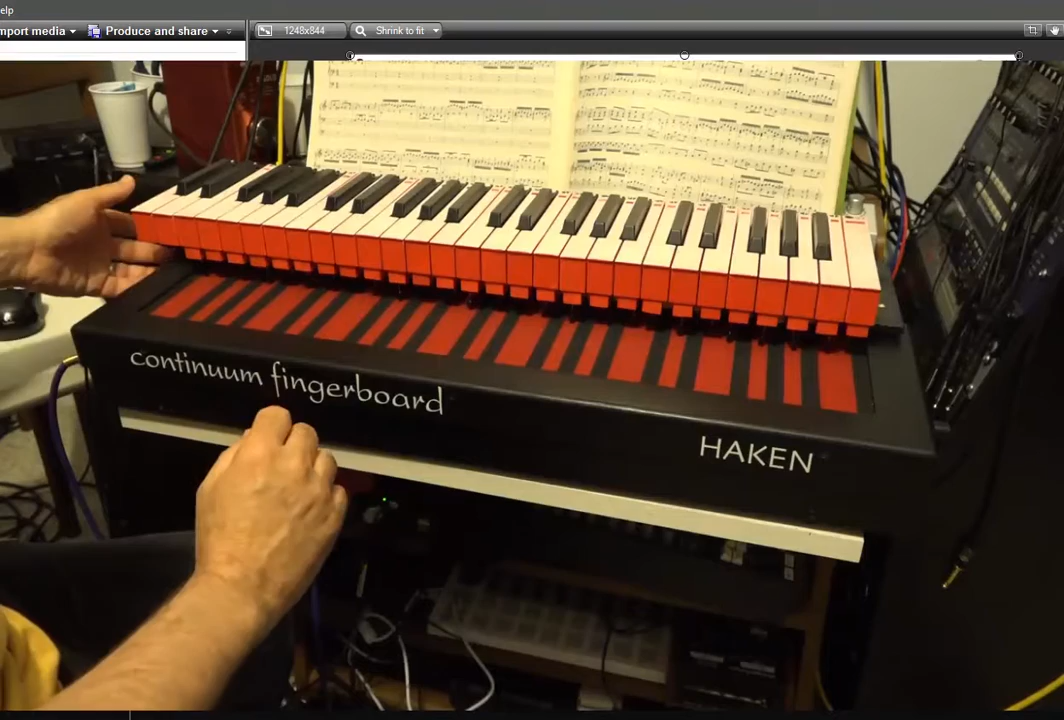 elp
mport media
Produce and share
1248x844
Shrink to fit
continuum fingerboard
HAKEN